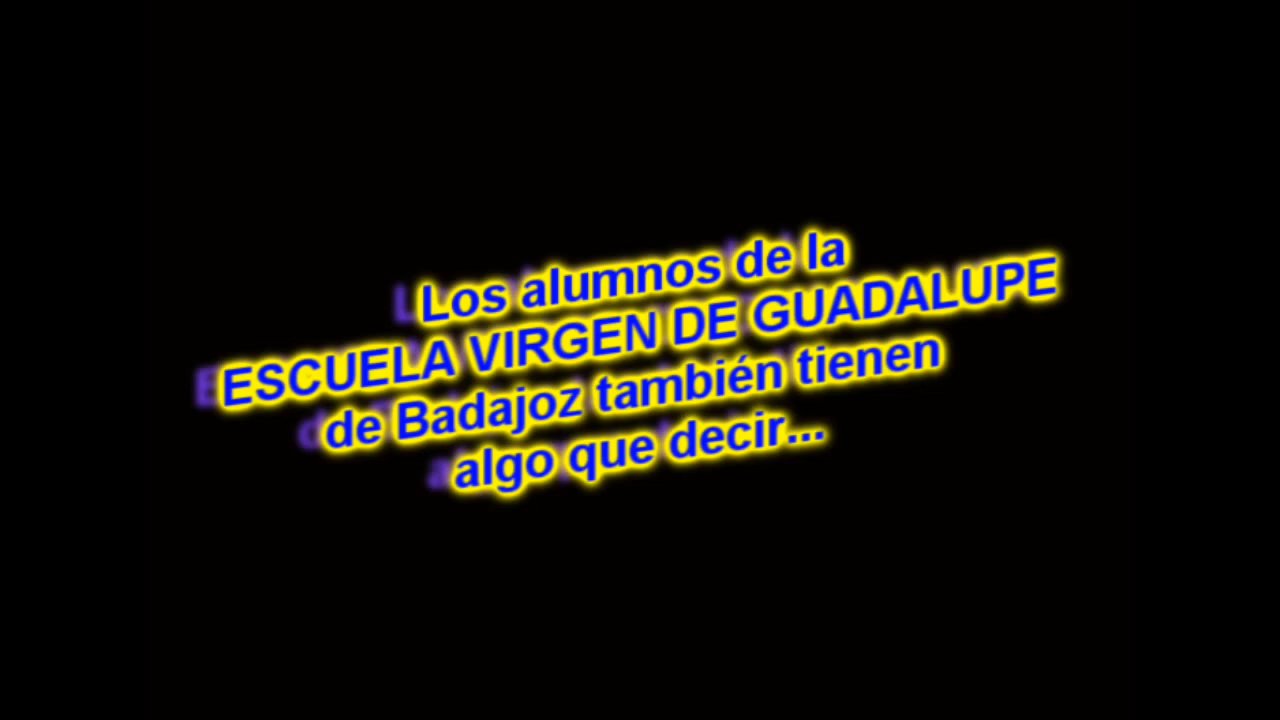 Los alumnos de la
ESCUELA VIRGEN DE GUADALUPE
de Badajoz también tienen
algo que decir...